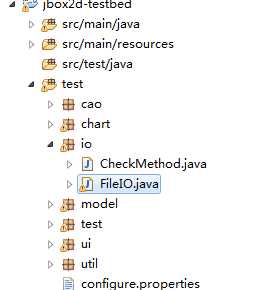 jbox2d-testbed
src/main/java
src/main/resources
src/test/java
test
cao
chart
io
CheckMethod.java
FileIO.java
model
test
ui
util
configure.properties